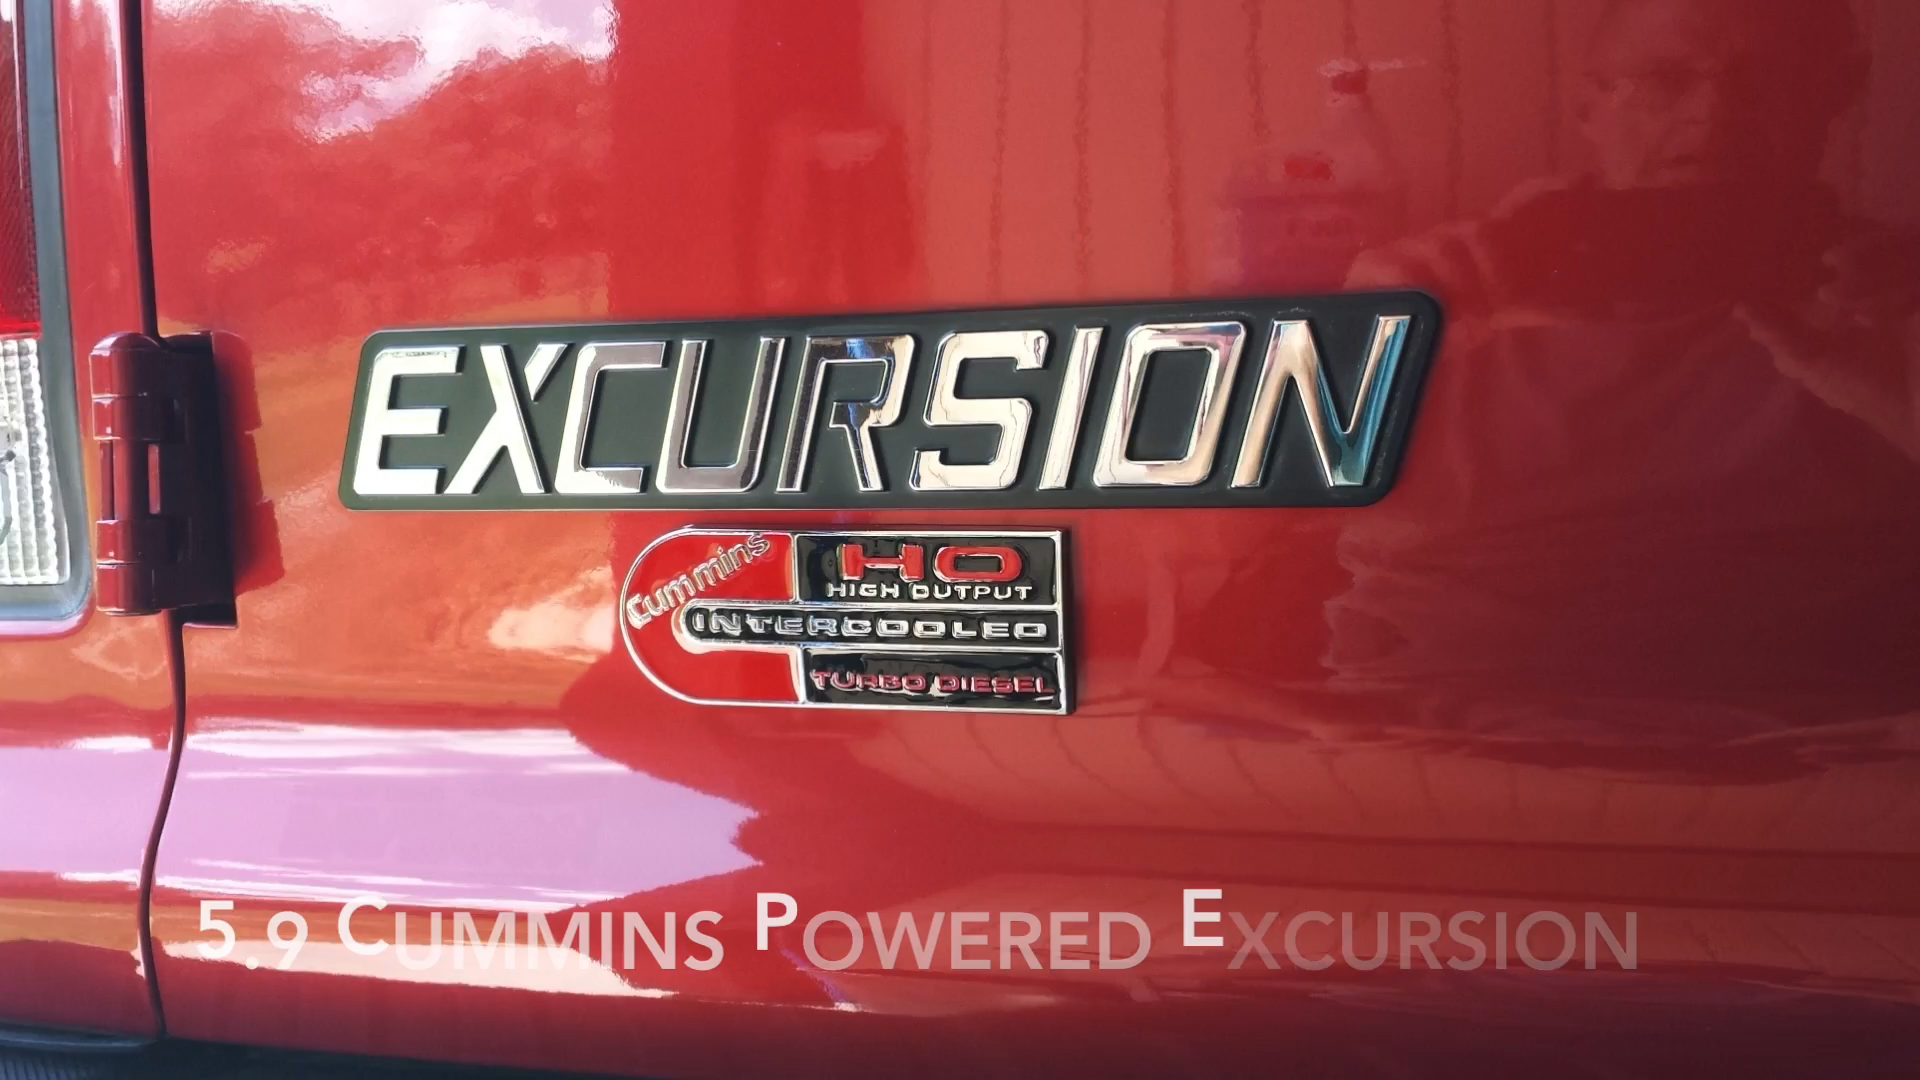 EXCURSION
Cummins
HO
HIGH OUTPUT
INTERCOOLED
TURBO DIESEL
5.9 CUMMINS POWERED EXCURSION